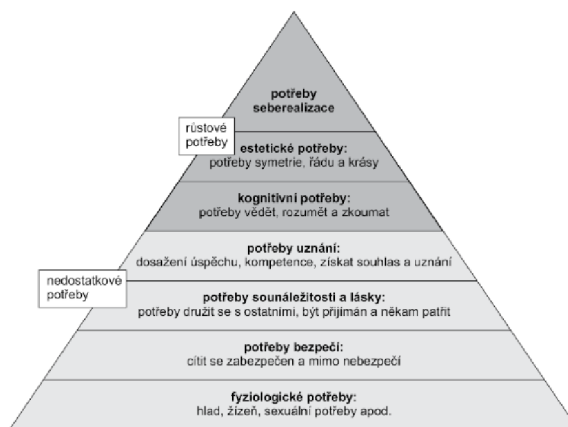 potřeby
seberealizace
růstové
potřeby
estetické potřeby:
potřeby symetrie, řádu a krásy
kognitivní potřeby:
potřeby vědět, rozumět a zkoumat
potřeby uznání:
dosažení úspěchu, kompetence, získat souhlas a uznání
nedostatkové
potřeby
potřeby sounáležitosti a lásky:
potřeby družit se s ostatními, být přijímán a někam patřit
potřeby bezpečí:
cítit se zabezpečen a mimo nebezpečí
fyziologické potřeby:
hlad, žízeň, sexuální potřeby apod.